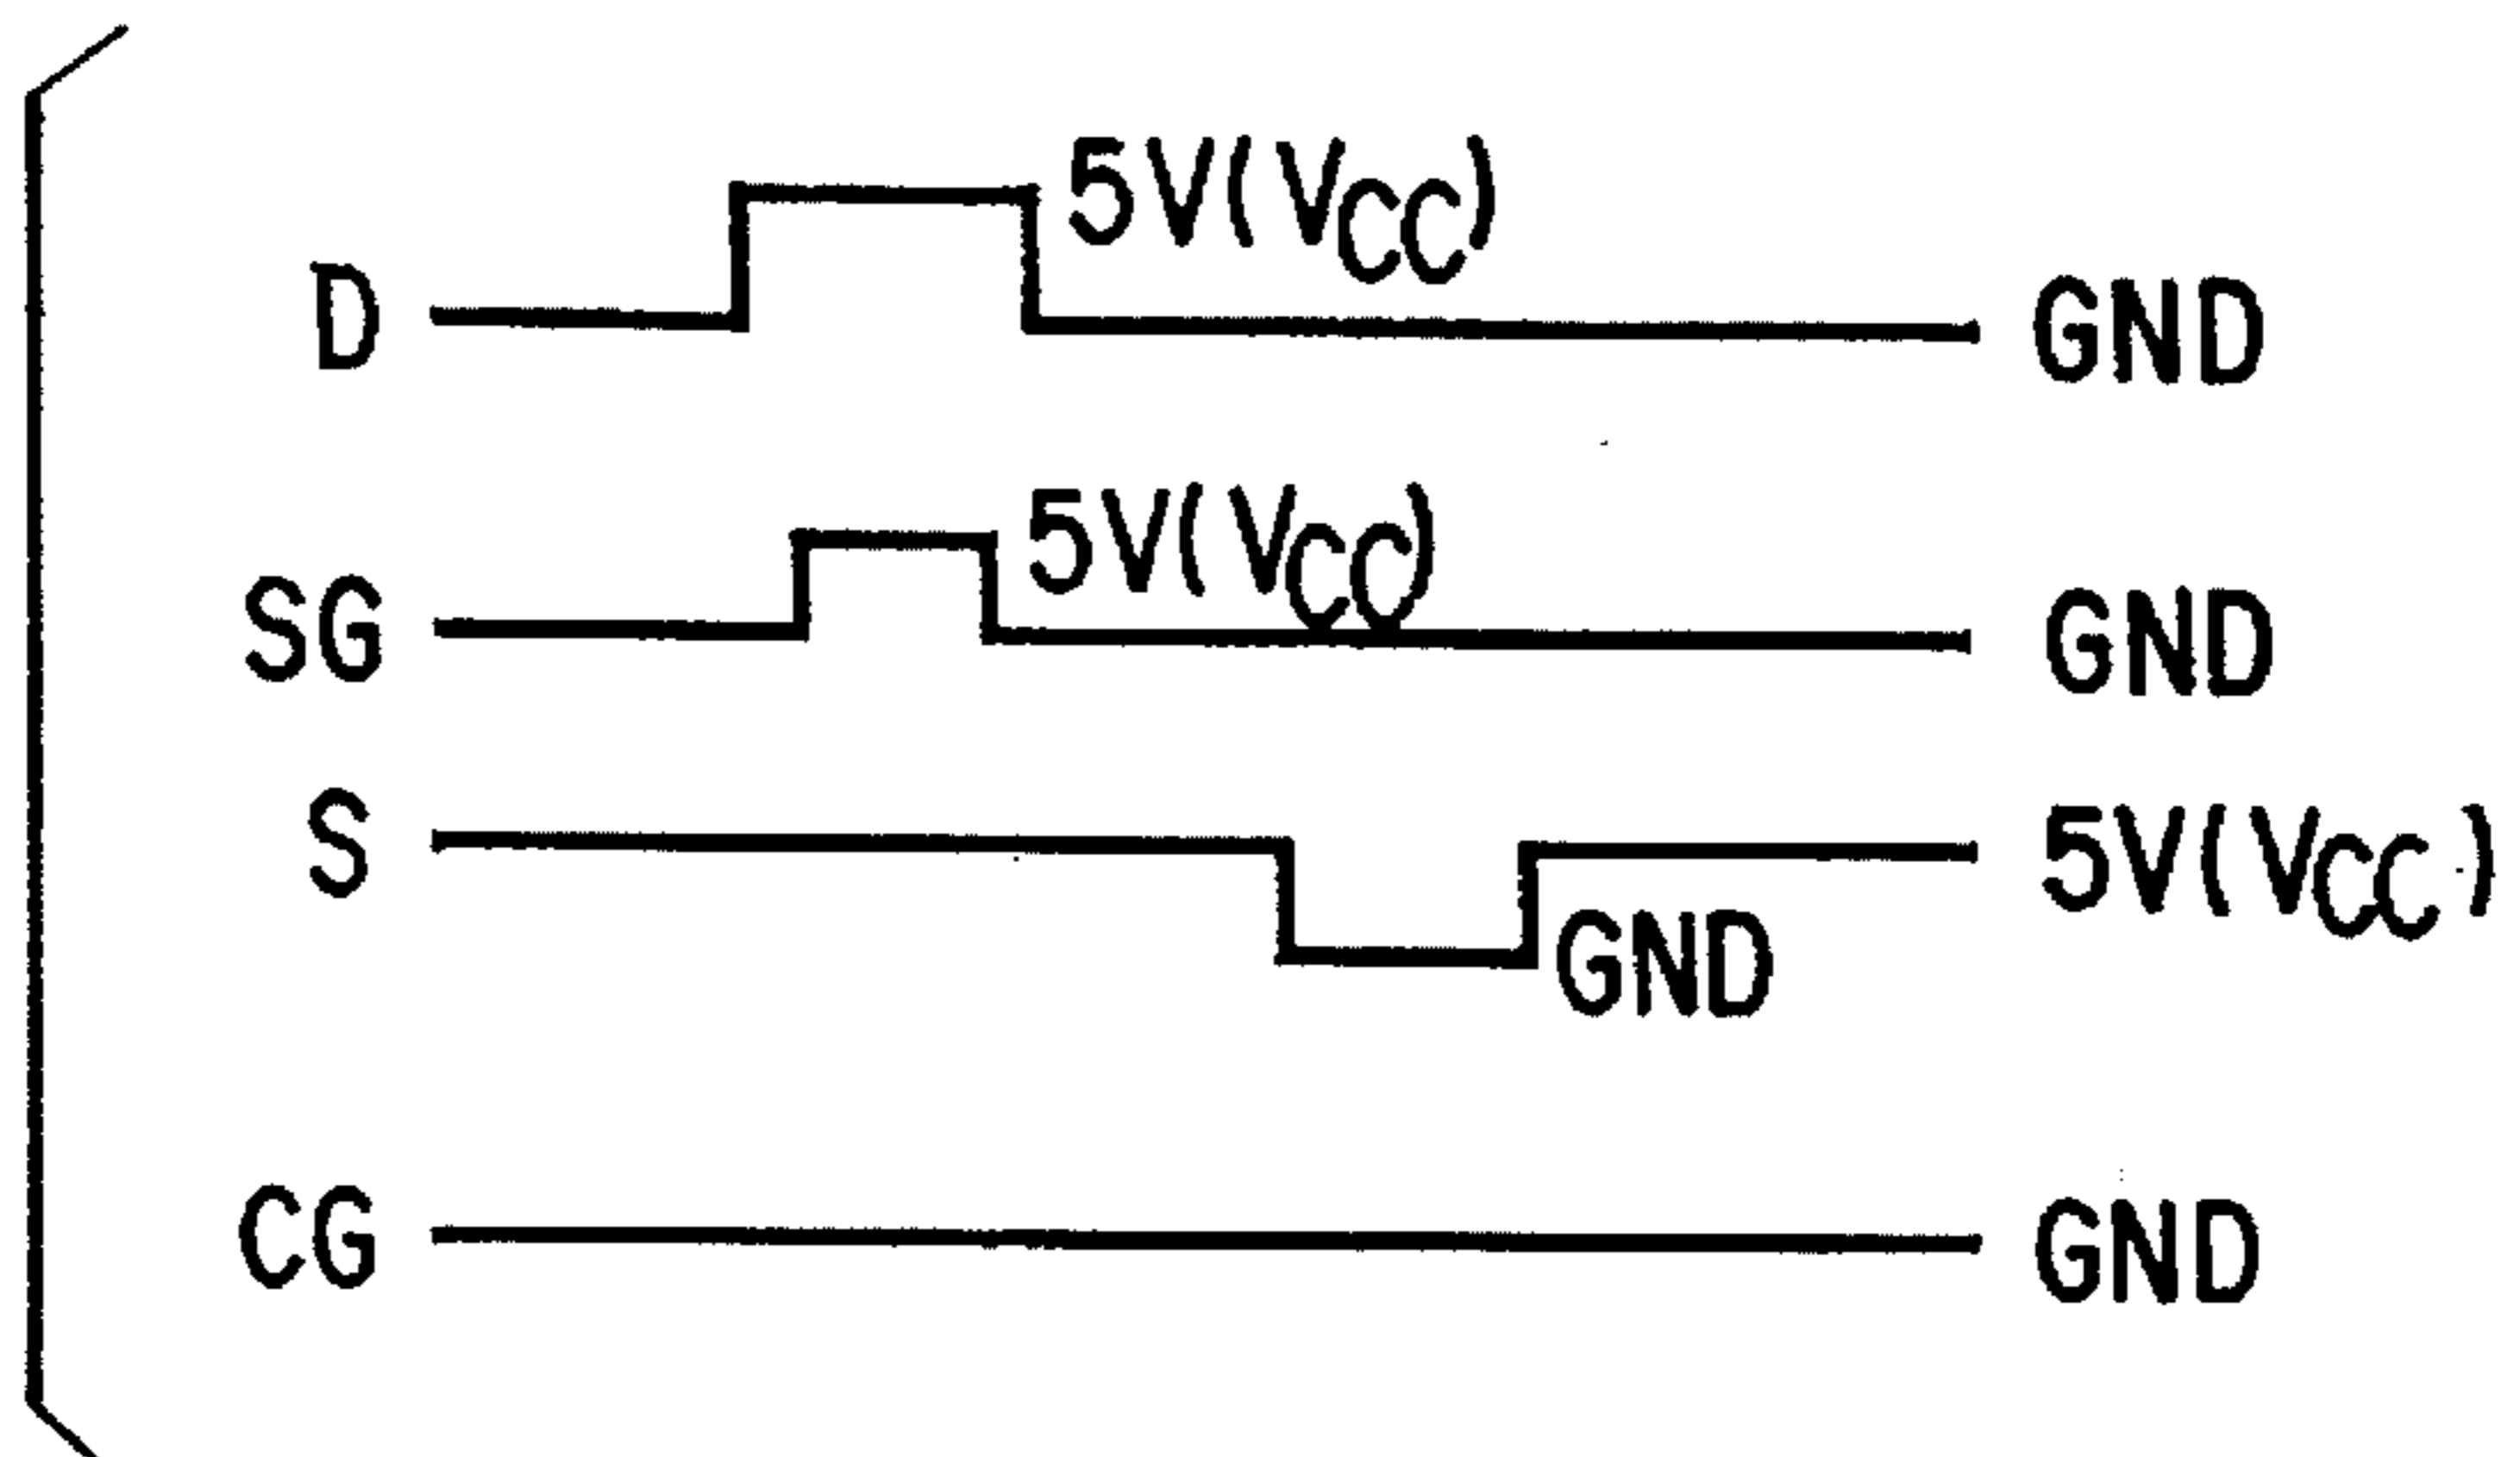 5V(VCC)
D GND
5V(VCC)
SG GND
S 5V(VCC)
GND
CG GND